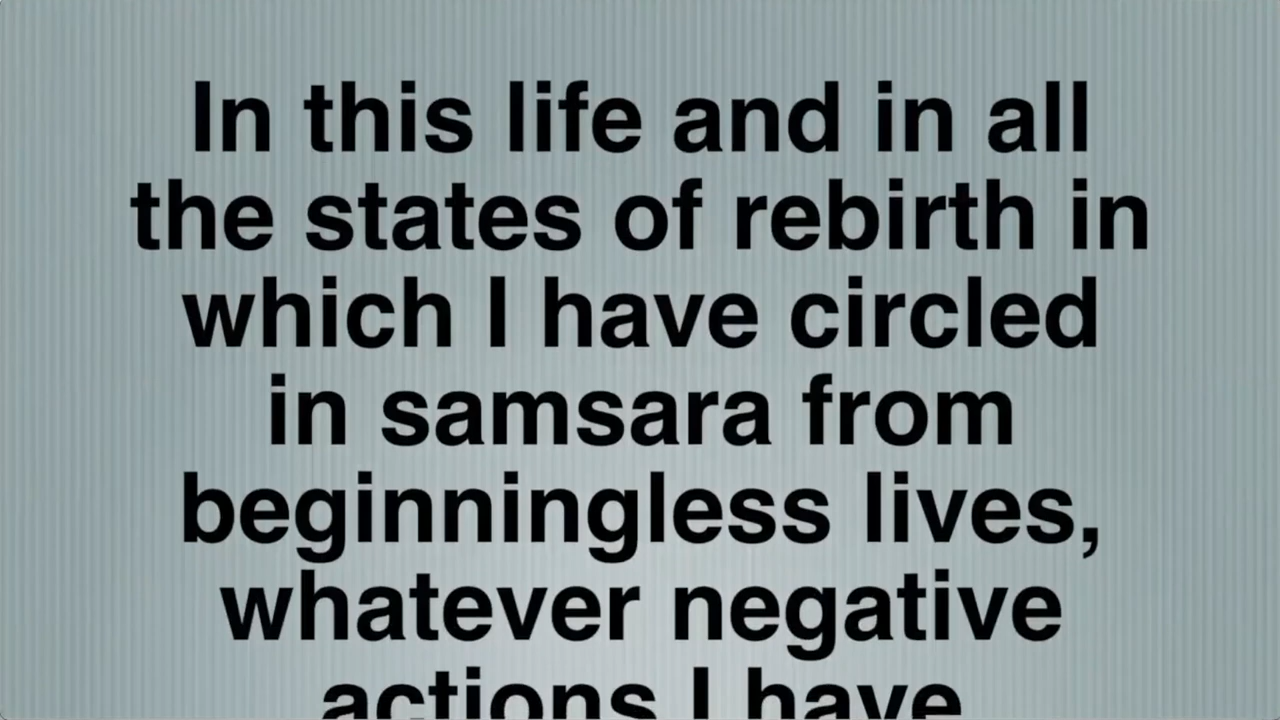 In this life and in all
the states of rebirth in
which I have circled
in samsara from
beginningless lives,
whatever negative
actions I have